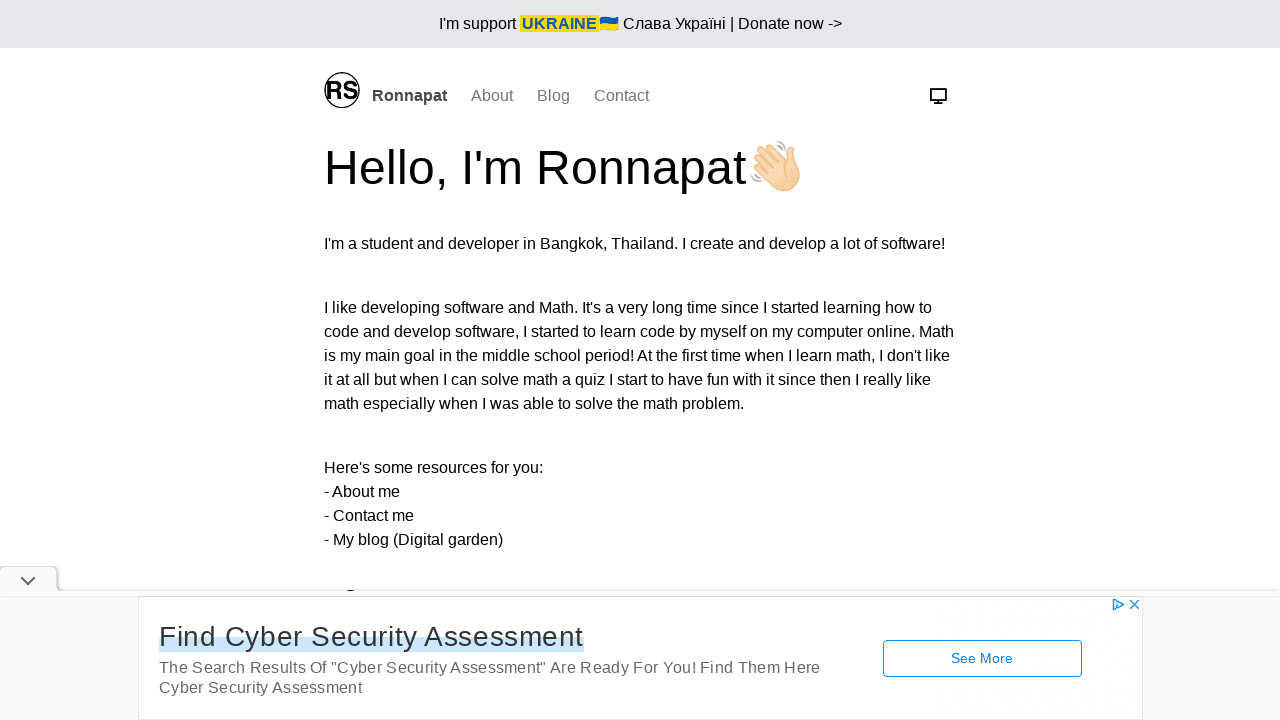 I'm support UKRAINE🇺🇦 Слава Україні | Donate now ->
RS Ronnapat About Blog Contact
Hello, I'm Ronnapat👋🏻
I'm a student and developer in Bangkok, Thailand. I create and develop a lot of software!
I like developing software and Math. It's a very long time since I started learning how to
code and develop software, I started to learn code by myself on my computer online. Math
is my main goal in the middle school period! At the first time when I learn math, I don't like
it at all but when I can solve math a quiz I start to have fun with it since then I really like
math especially when I was able to solve the math problem.
Here's some resources for you:
- About me
- Contact me
- My blog (Digital garden)
Find Cyber Security Assessment
The Search Results Of "Cyber Security Assessment" Are Ready For You! Find Them Here
Cyber Security Assessment
See More